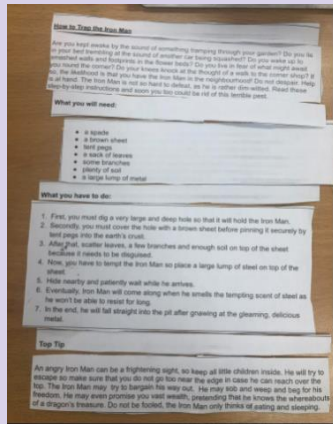 How to Trap the Iron Man
Are you kept awake by the sound of something tramping through your garden? Do you lie
in your bed trembling at the sound of another car being squashed? Do you wake up to
smashed walls and footprints in the flower beds? Do you live in fear of what might await
you round the corner? Do your knees knock at the thought of a walk to the corner shop? If
so, the likelihood is that you have the Iron Man in the neighbourhood! Do not despair. Help
is at hand. The Iron Man is not so hard to defeat, as he is rather dim-witted. Read these
step-by-step instructions and soon you too could be rid of this terrible pest.
What you will need:
a spade
a brown sheet
tent pegs
a sack of leaves
some branches
plenty of soil
a large lump of metal
What you have to do:
1. First, you must dig a very large and deep hole so that it will hold the Iron Man.
2. Secondly, you must cover the hole with a brown sheet before pinning it securely by
tent pegs into the earth's crust.
3. After that, scatter leaves, a few branches and enough soil on top of the sheet
because it needs to be disguised.
4. Now, you have to tempt the Iron Man so place a large lump of steel on top of the
sheet.
5. Hide nearby and patiently wait while he arrives.
6. Eventually, Iron Man will come along when he smells the tempting scent of steel as
he won't be able to resist for long.
7. In the end, he will fall straight into the pit after gnawing at the gleaming, delicious
metal.
Top Tip
An angry Iron Man can be a frightening sight, so keep all little children inside. He will try to
escape so make sure that you do not go too near the edge in case he can reach over the
top. The Iron Man may try to bargain his way out. He may sob and weep and beg for his
freedom. He may even promise you vast wealth, pretending that he knows the whereabouts
of a dragon's treasure. Do not be fooled, the Iron Man only thinks of eating and sleeping.